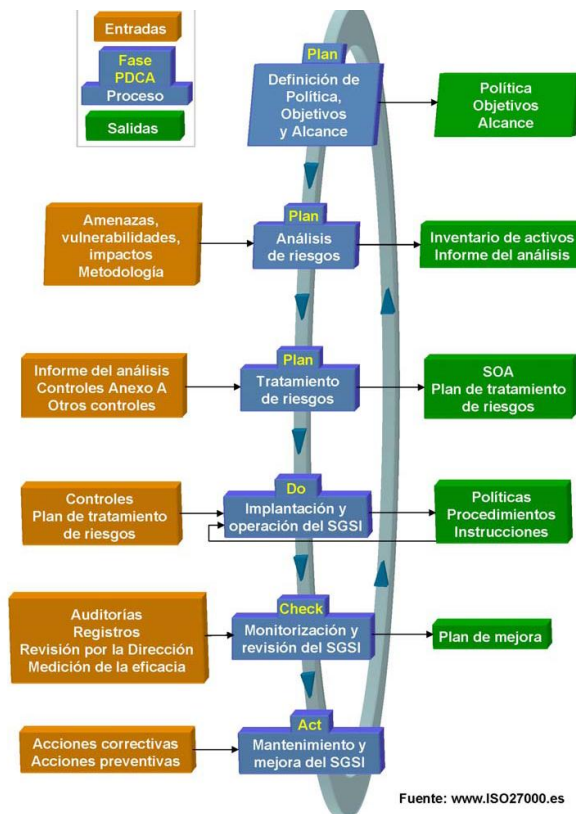 Entradas
Fase
PDCA
Proceso
Salidas
Plan
Definición de
Política,
Objetivos
y Alcance
Política
Objetivos
Alcance
Amenazas,
vulnerabilidades,
impactos
Metodología
Plan
Análisis
de riesgos
Inventario de activos
Informe del análisis
Informe del análisis
Controles Anexo A
Otros controles
Plan
Tratamiento
de riesgos
SOA
Plan de tratamiento
de riesgos
Controles
Plan de tratamiento
de riesgos
Do
Implantación y
operación del SGSI
Políticas
Procedimientos
Instrucciones
Auditorías
Registros
Revisión por la Dirección
Medición de la eficacia
Check
Monitorización y
revisión del SGSI
Plan de mejora
Acciones correctivas
Acciones preventivas
Act
Mantenimiento y
mejora del SGSI
Fuente: www.ISO27000.es